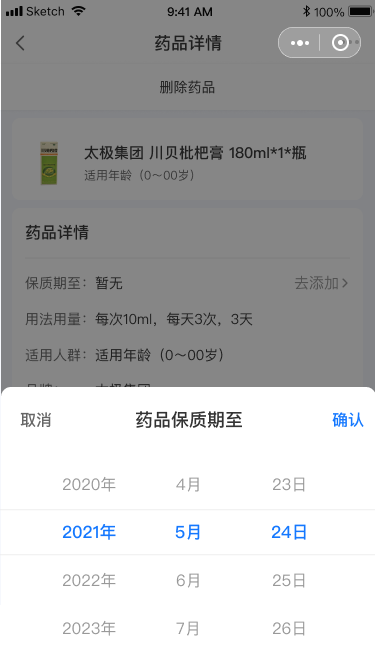 Sketch 9:41 AM 100%
药品详情
删除药品
太极集团 川贝枇杷膏 180ml*1*瓶
适用年龄（0～00岁）
药品详情
保质期至：暂无 去添加
用法用量：每次10ml，每天3次，3天
适用人群：适用年龄（0～00岁）
取消 药品保质期至 确认
2020年 4月 23日
2021年 5月 24日
2022年 6月 25日
2023年 7月 26日